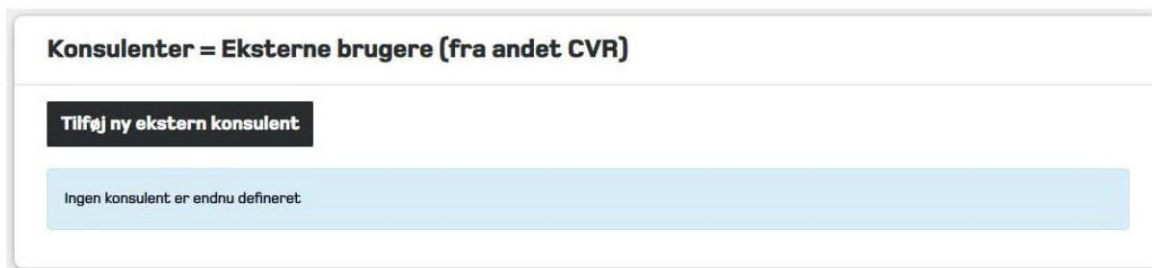 Konsulenter = Eksterne brugere (fra andet CVR)
Tilføj ny ekstern konsulent
Ingen konsulent er endnu defineret